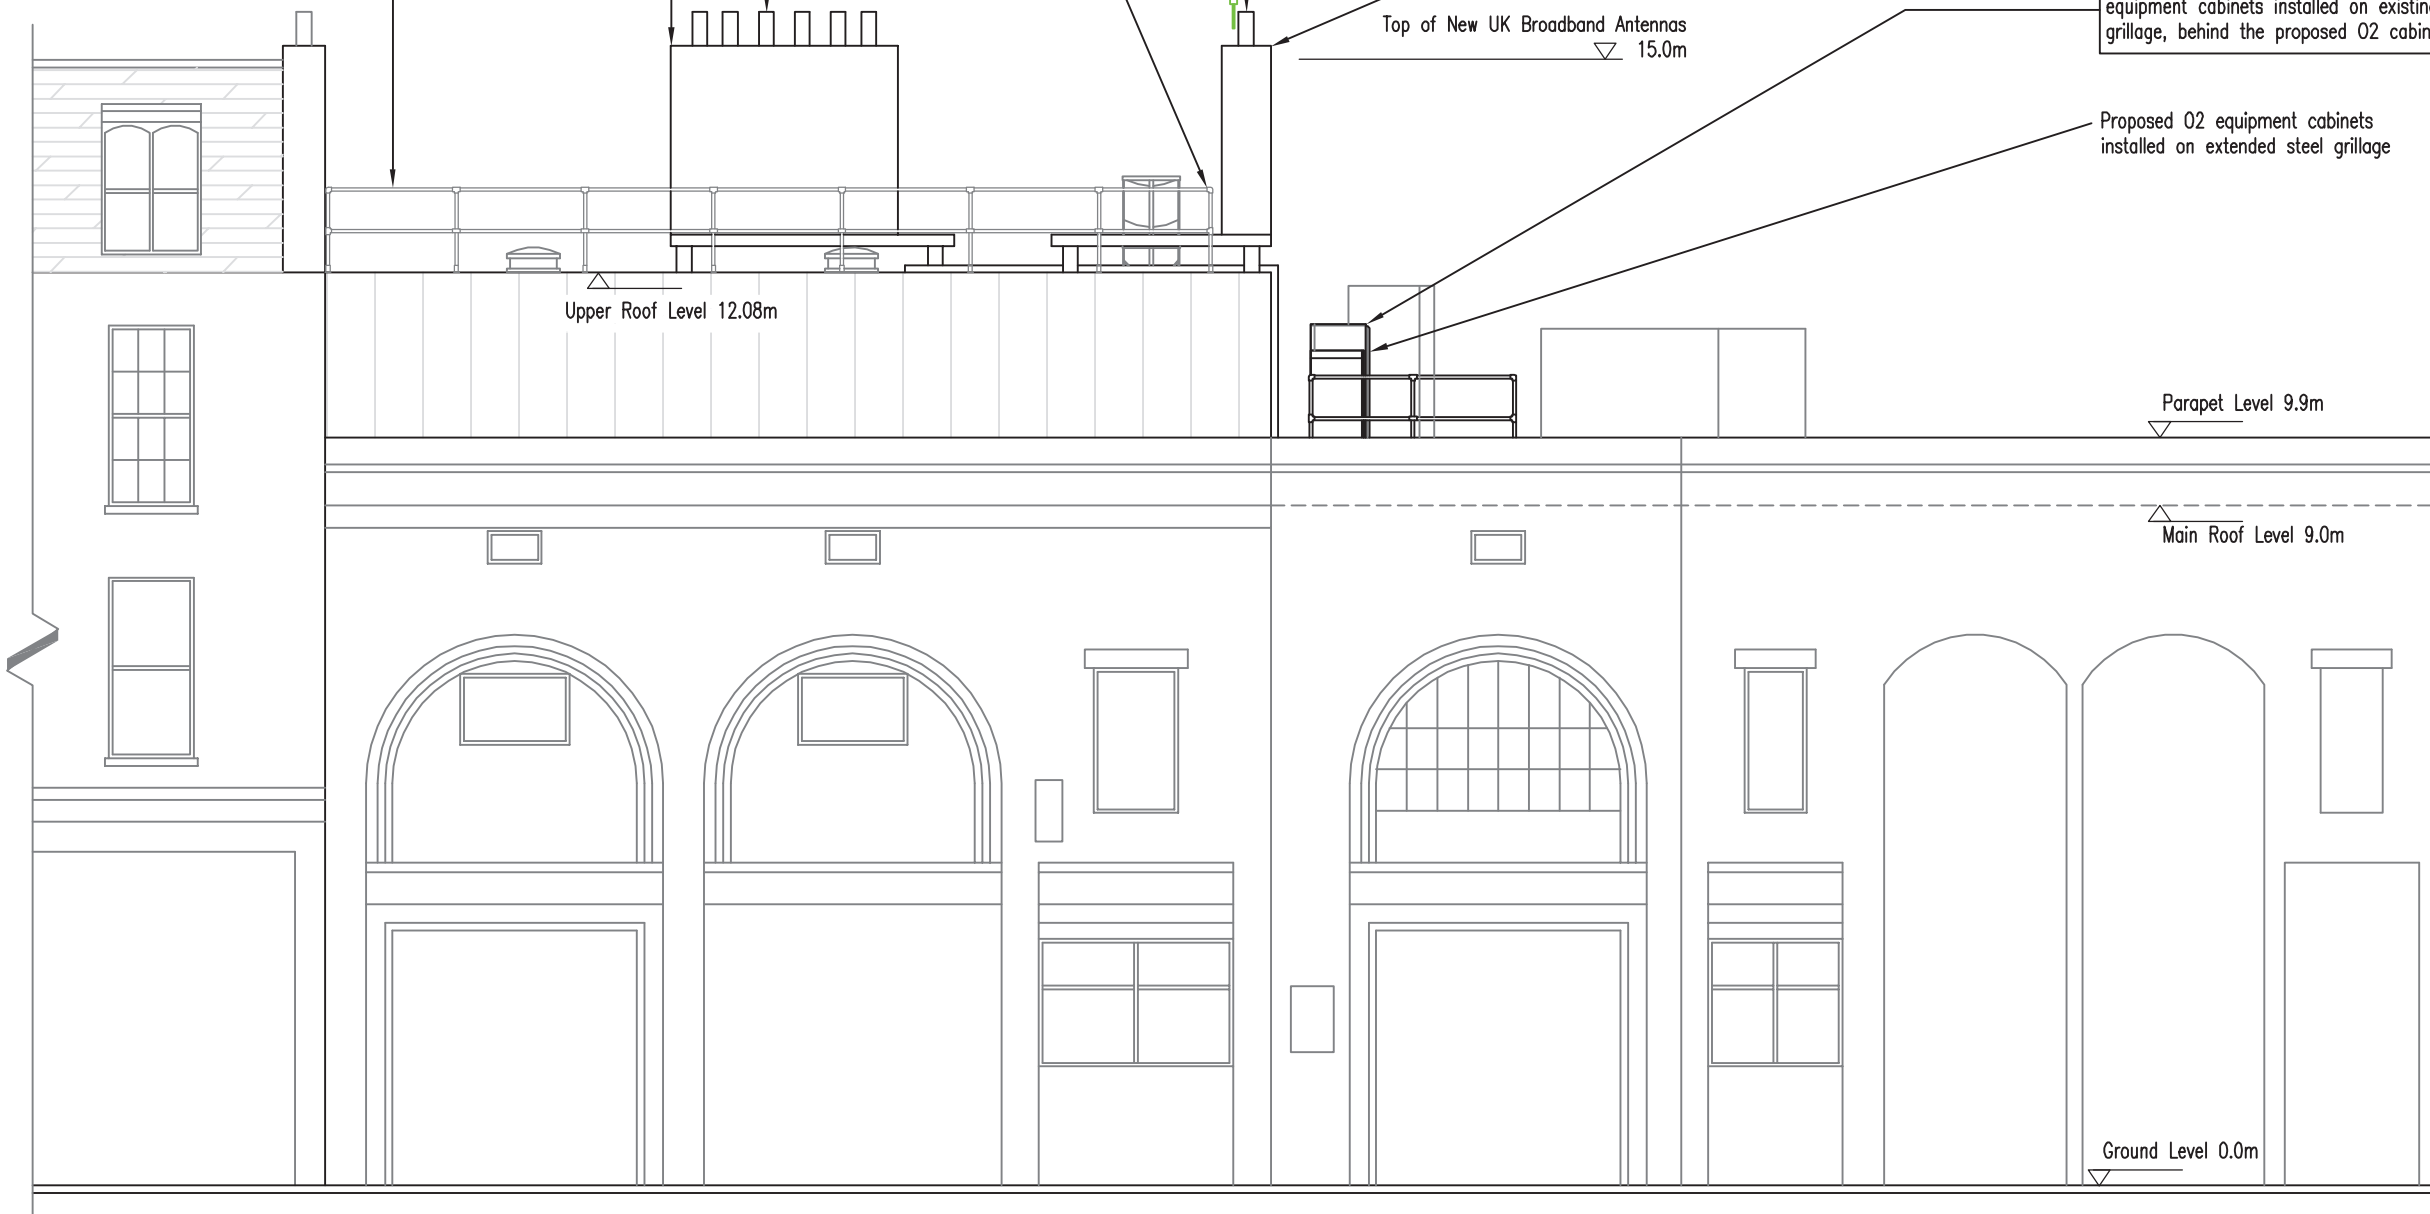 Top of New UK Broadband Antennas
15.0m
equipment cabinets installed on
grillage, behind the proposed O2
Proposed O2 equipment cabinets
installed on extended steel grillage
Upper Roof Level 12.08m
Parapet Level 9.9m
Main Roof Level 9.0m
Ground Level 0.0m